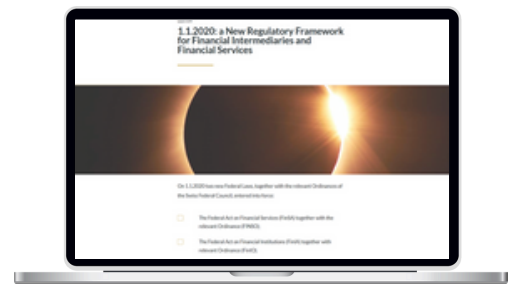 1.1.2020: a New Regulatory Framework
for Financial Intermediaries and
Financial Services
On 1.1.2020 two new Federal Laws, together with the relevant Ordinances of
the Swiss Federal Council, entered into force:
The Federal Act on Financial Services (FinSA) together with the
relevant Ordinance (FINSO);
The Federal Act on Financial Institutions (FinIA) together with
relevant Ordinance (FinIO).